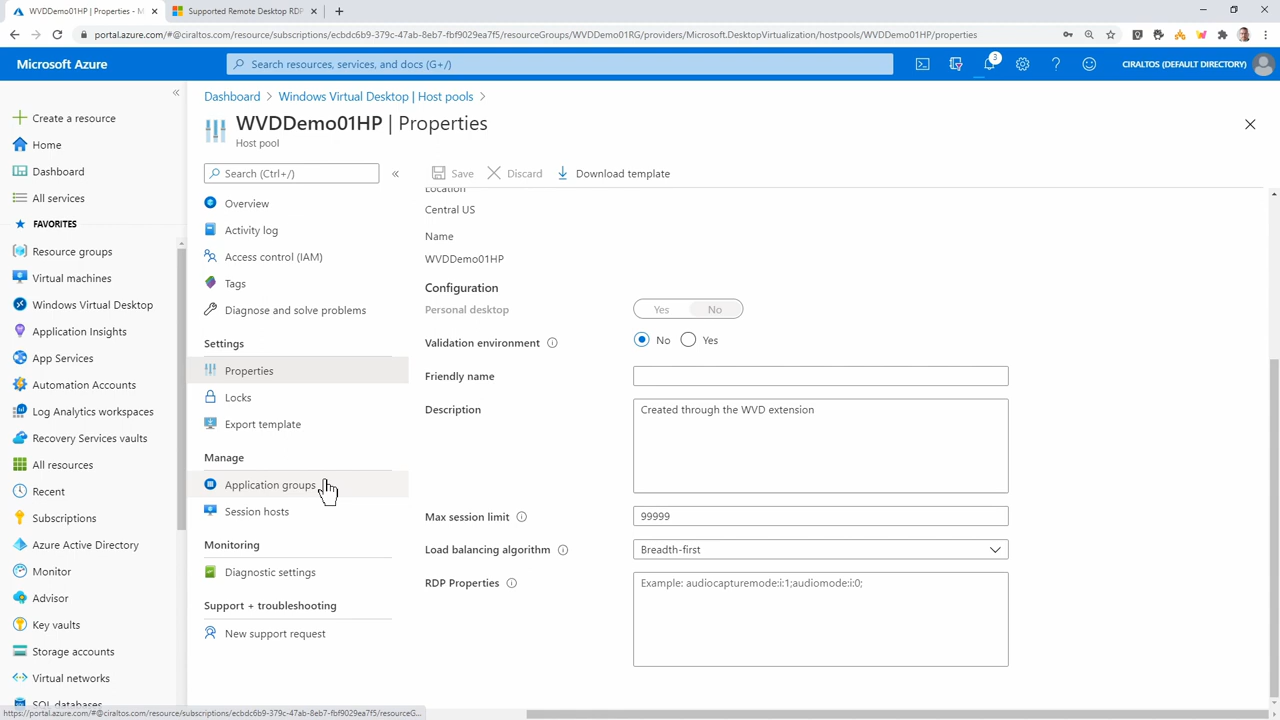 WVDDemo01HP | Properties - M
Supported Remote Desktop RDP
portal.azure.com/#@ciraltos.com/resource/subscriptions/ecbdc6b9-379c-47ab-8eb7-fbf9029ea7f5/resourceGroups/WVDDemo01RG/providers/Microsoft.DesktopVirtualization/hostpools/WVDDemo01HP/properties
Microsoft Azure
Search resources, services, and docs (G+/)
3
CIRALTOS (DEFAULT DIRECTORY)
Create a resource
Home
Dashboard
All services
FAVORITES
Resource groups
Virtual machines
Windows Virtual Desktop
Application Insights
App Services
Automation Accounts
Log Analytics workspaces
Recovery Services vaults
All resources
Recent
Subscriptions
Azure Active Directory
Monitor
Advisor
Key vaults
Storage accounts
Virtual networks
SQL databases
Dashboard > Windows Virtual Desktop | Host pools >
WVDDemo01HP | Properties
Host pool
Search (Ctrl+/)
Overview
Activity log
Access control (IAM)
Tags
Diagnose and solve problems
Settings
Properties
Locks
Export template
Manage
Application groups
Session hosts
Monitoring
Diagnostic settings
Support + troubleshooting
New support request
Save
Discard
Download template
Location
Central US
Name
WVDDemo01HP
Configuration
Personal desktop Yes No
Validation environment No Yes
Friendly name
Description Created through the WVD extension
Max session limit 99999
Load balancing algorithm Breadth-first
RDP Properties Example: audiocapturemode:i:1;audiomode:i:0;
https://portal.azure.com/#@ciraltos.com/resource/subscriptions/ecbdc6b9-379c-47ab-8eb7-fbf9029ea7f5/resourceG...